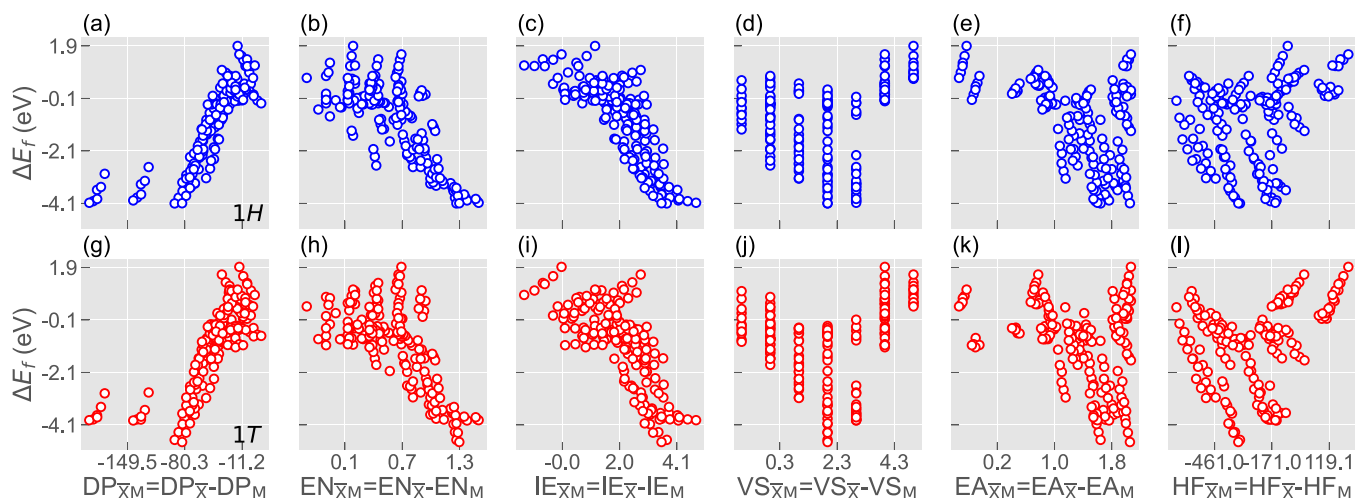 (a) (b) (c) (d) (e) (f)
1.9
-0.1
-2.1
-4.1
ΔE_f (eV)
1H
(g) (h) (i) (j) (k) (l)
1.9
-0.1
-2.1
-4.1
ΔE_f (eV)
1T
-149.5 -80.3 -11.2 0.1 0.7 1.3 -0.0 2.0 4.1 0.3 2.3 4.3 0.2 1.0 1.8 -461.0 -171.0 119.1
DP_X̅M=DP_X̅-DP_M EN_X̅M=EN_X̅-EN_M IE_X̅M=IE_X̅-IE_M VS_X̅M=VS_X̅-VS_M EA_X̅M=EA_X̅-EA_M HF_X̅M=HF_X̅-HF_M